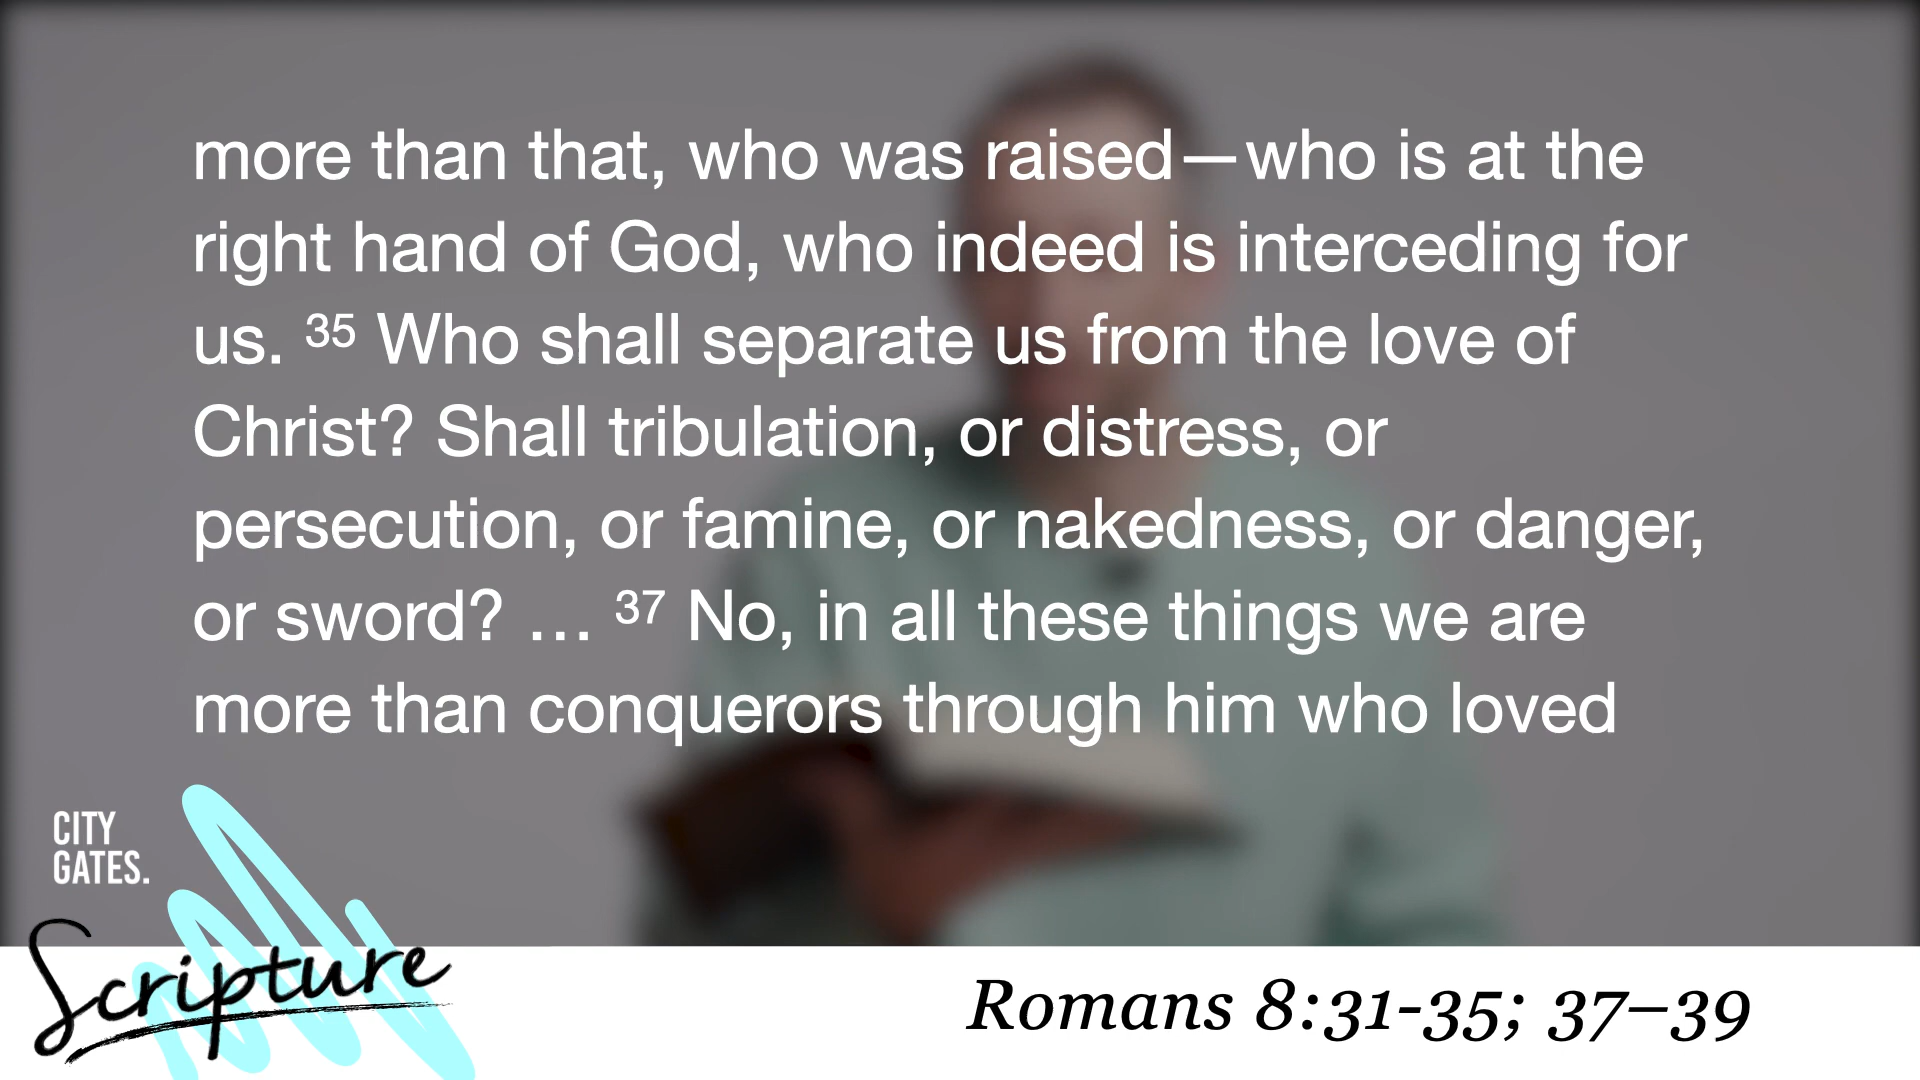 more than that, who was raised—who is at the
right hand of God, who indeed is interceding for
us. ³⁵ Who shall separate us from the love of
Christ? Shall tribulation, or distress, or
persecution, or famine, or nakedness, or danger,
or sword? … ³⁷ No, in all these things we are
more than conquerors through him who loved
CITY
GATES.
Scripture
Romans 8:31-35; 37–39